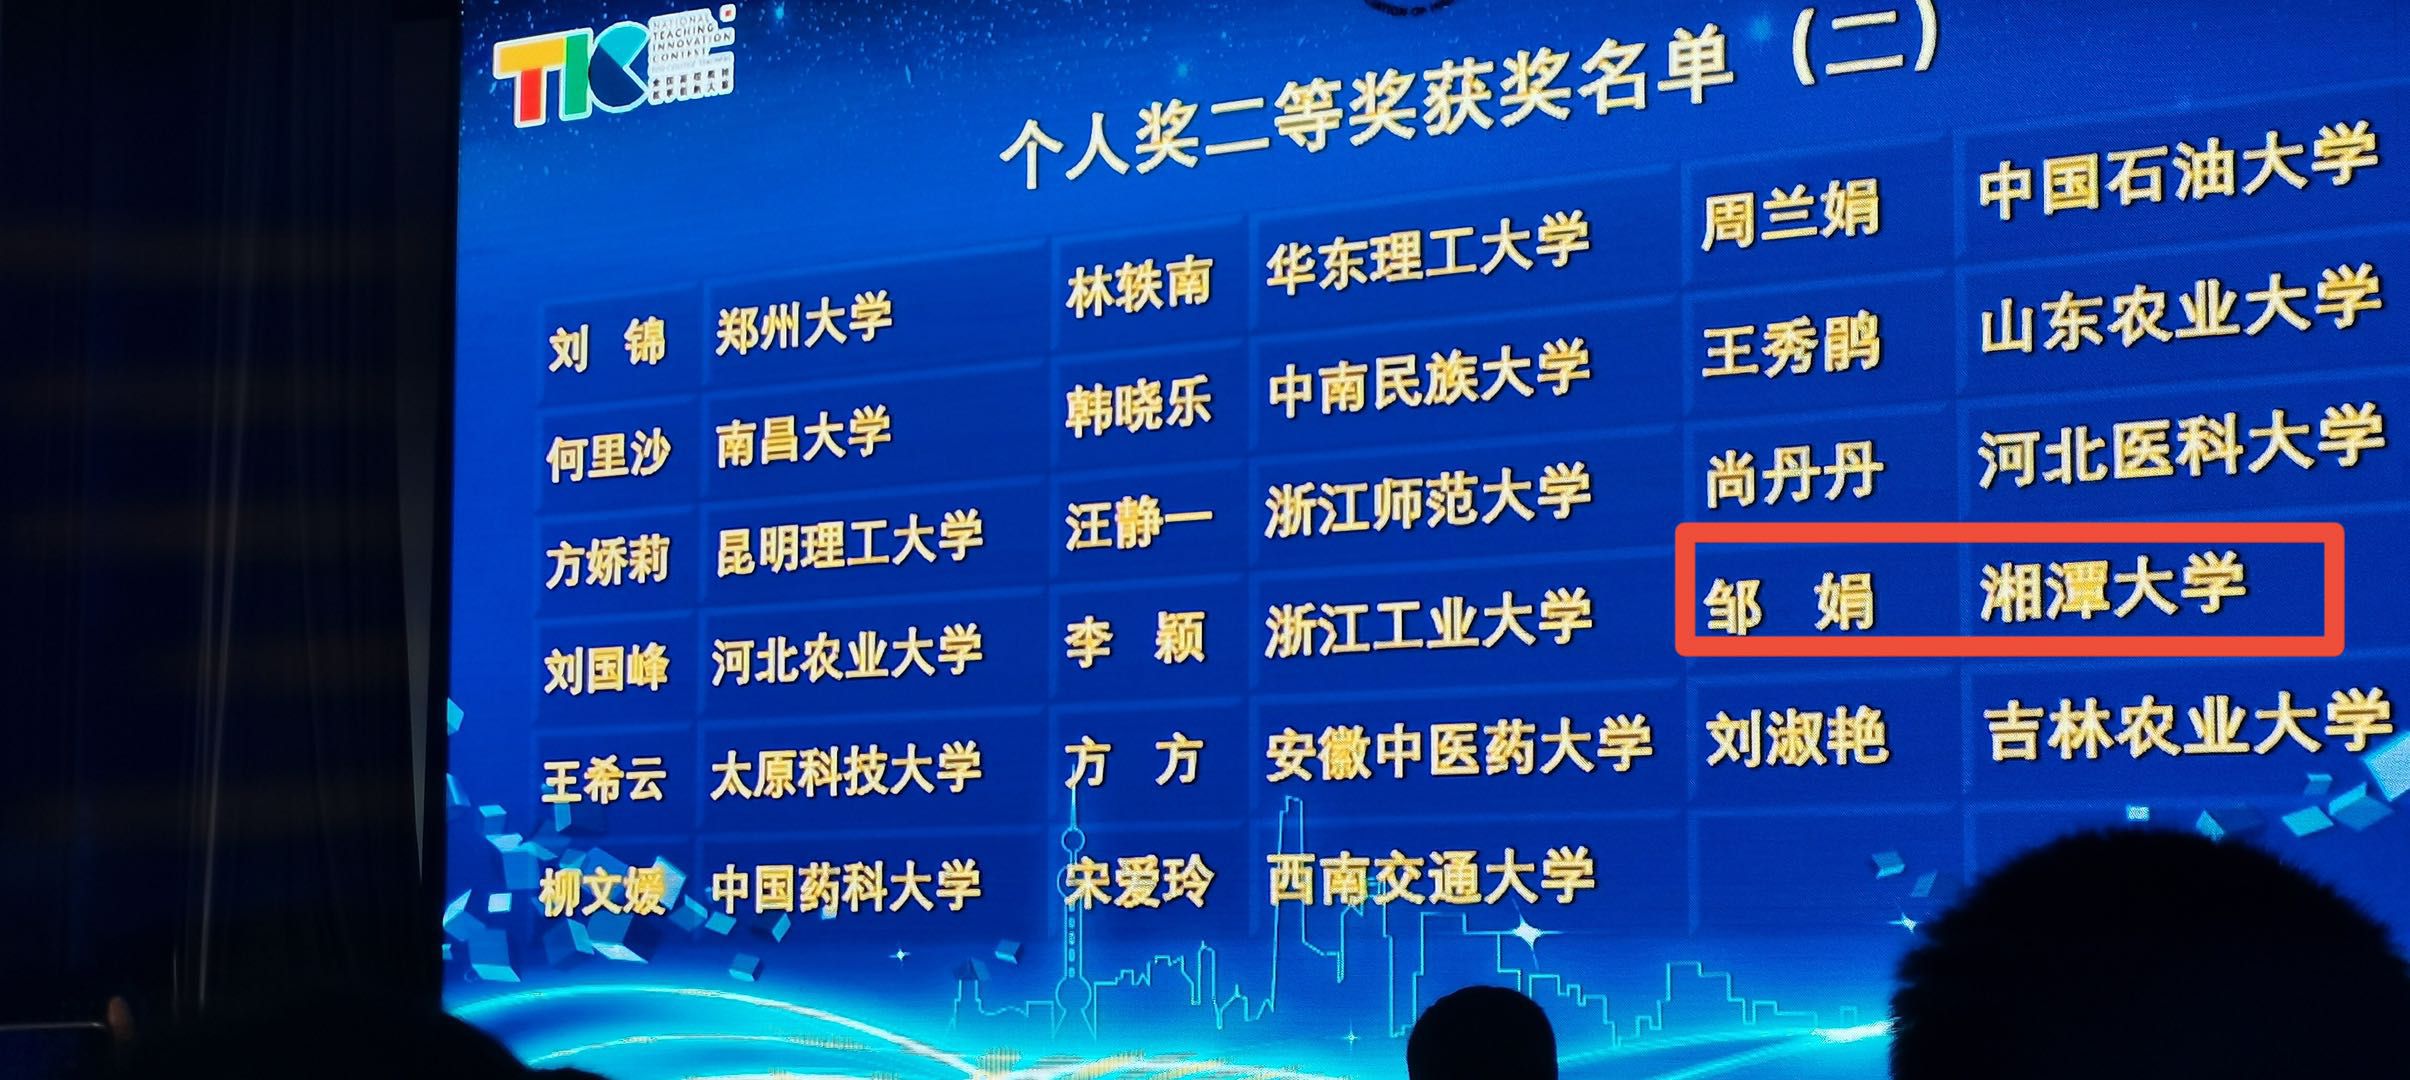 TIC
NATIONAL
TEACHING
INNOVATION
CONTEST
个人奖二等奖获奖名单（二）
刘 锦 郑州大学 林轶南 华东理工大学 周兰娟 中国石油大学
何里沙 南昌大学 韩晓乐 中南民族大学 王秀鹃 山东农业大学
方娇莉 昆明理工大学 汪静一 浙江师范大学 尚丹丹 河北医科大学
刘国峰 河北农业大学 李 颖 浙江工业大学 邹 娟 湘潭大学
王希云 太原科技大学 方 方 安徽中医药大学 刘淑艳 吉林农业大学
柳文媛 中国药科大学 宋爱玲 西南交通大学